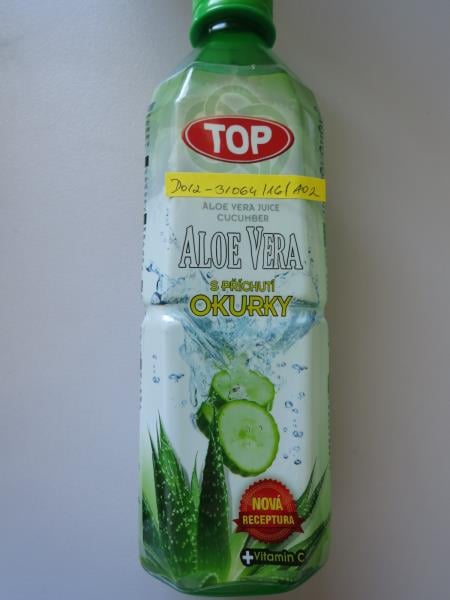 TOP
D012-31064/16/A02
ALOE VERA JUICE
CUCUMBER
ALOE VERA
S PŘÍCHUTÍ
OKURKY
NOVÁ
RECEPTURA
+Vitamin C